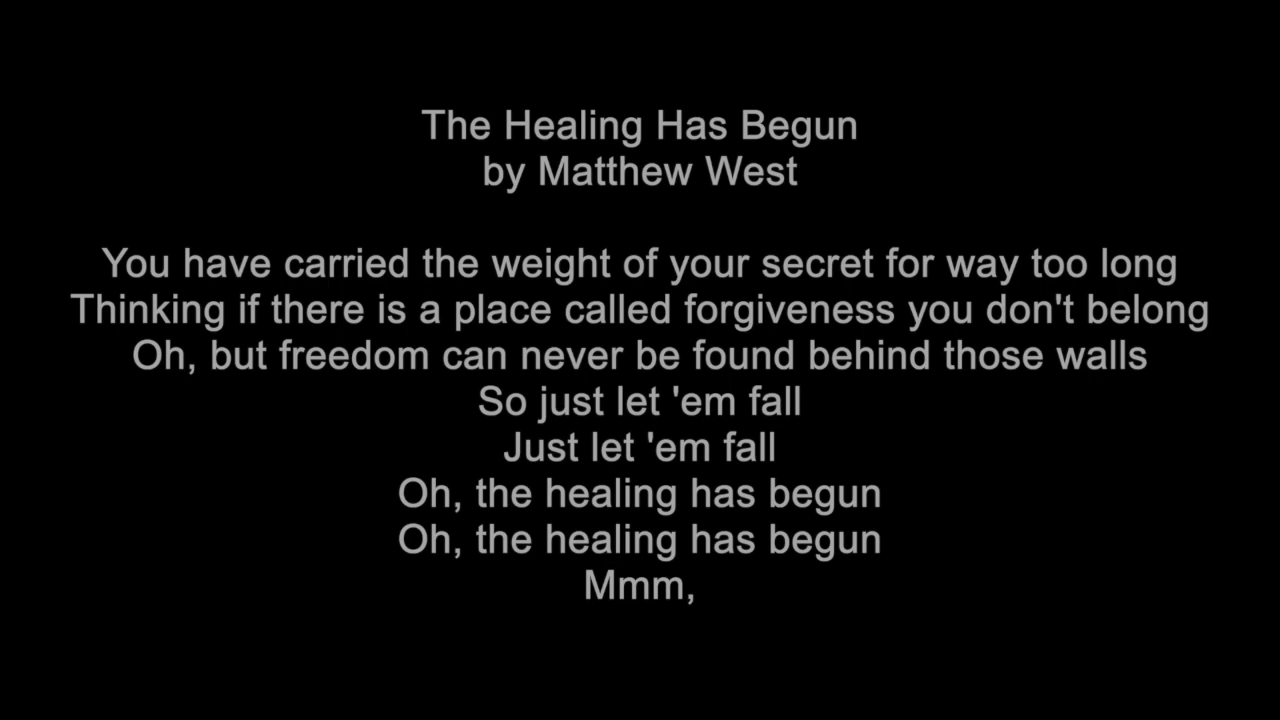 The Healing Has Begun
by Matthew West
You have carried the weight of your secret for way too long
Thinking if there is a place called forgiveness you don't belong
Oh, but freedom can never be found behind those walls
So just let 'em fall
Just let 'em fall
Oh, the healing has begun
Oh, the healing has begun
Mmm,